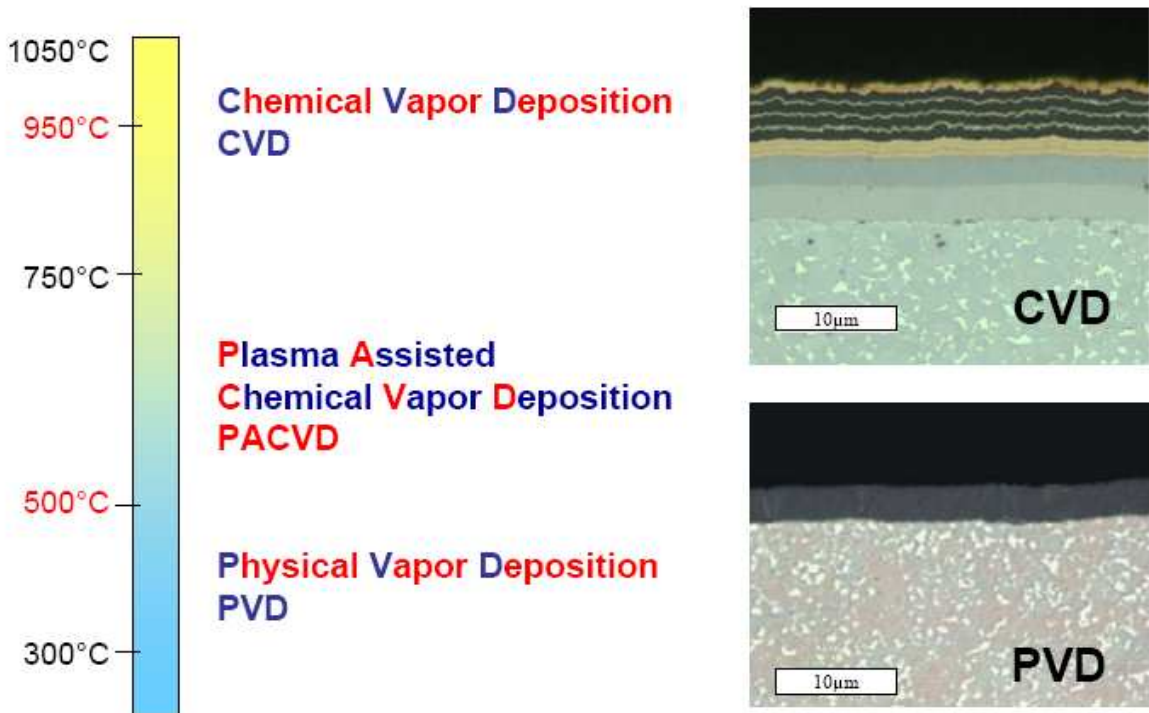 1050°C
950°C
750°C
500°C
300°C
Chemical Vapor Deposition
CVD
Plasma Assisted
Chemical Vapor Deposition
PACVD
Physical Vapor Deposition
PVD
10µm
CVD
10µm
PVD